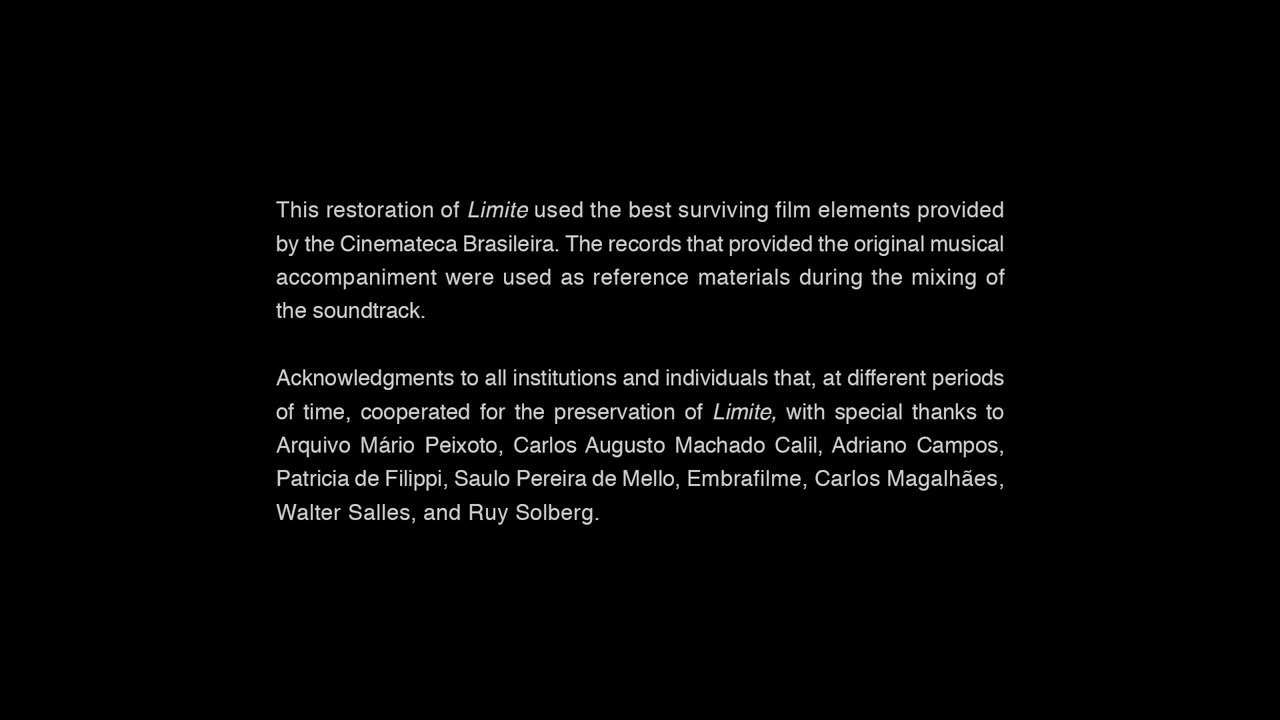 This restoration of Limite used the best surviving film elements provided
by the Cinemateca Brasileira. The records that provided the original musical
accompaniment were used as reference materials during the mixing of
the soundtrack.
Acknowledgments to all institutions and individuals that, at different periods
of time, cooperated for the preservation of Limite, with special thanks to
Arquivo Mário Peixoto, Carlos Augusto Machado Calil, Adriano Campos,
Patricia de Filippi, Saulo Pereira de Mello, Embrafilme, Carlos Magalhães,
Walter Salles, and Ruy Solberg.